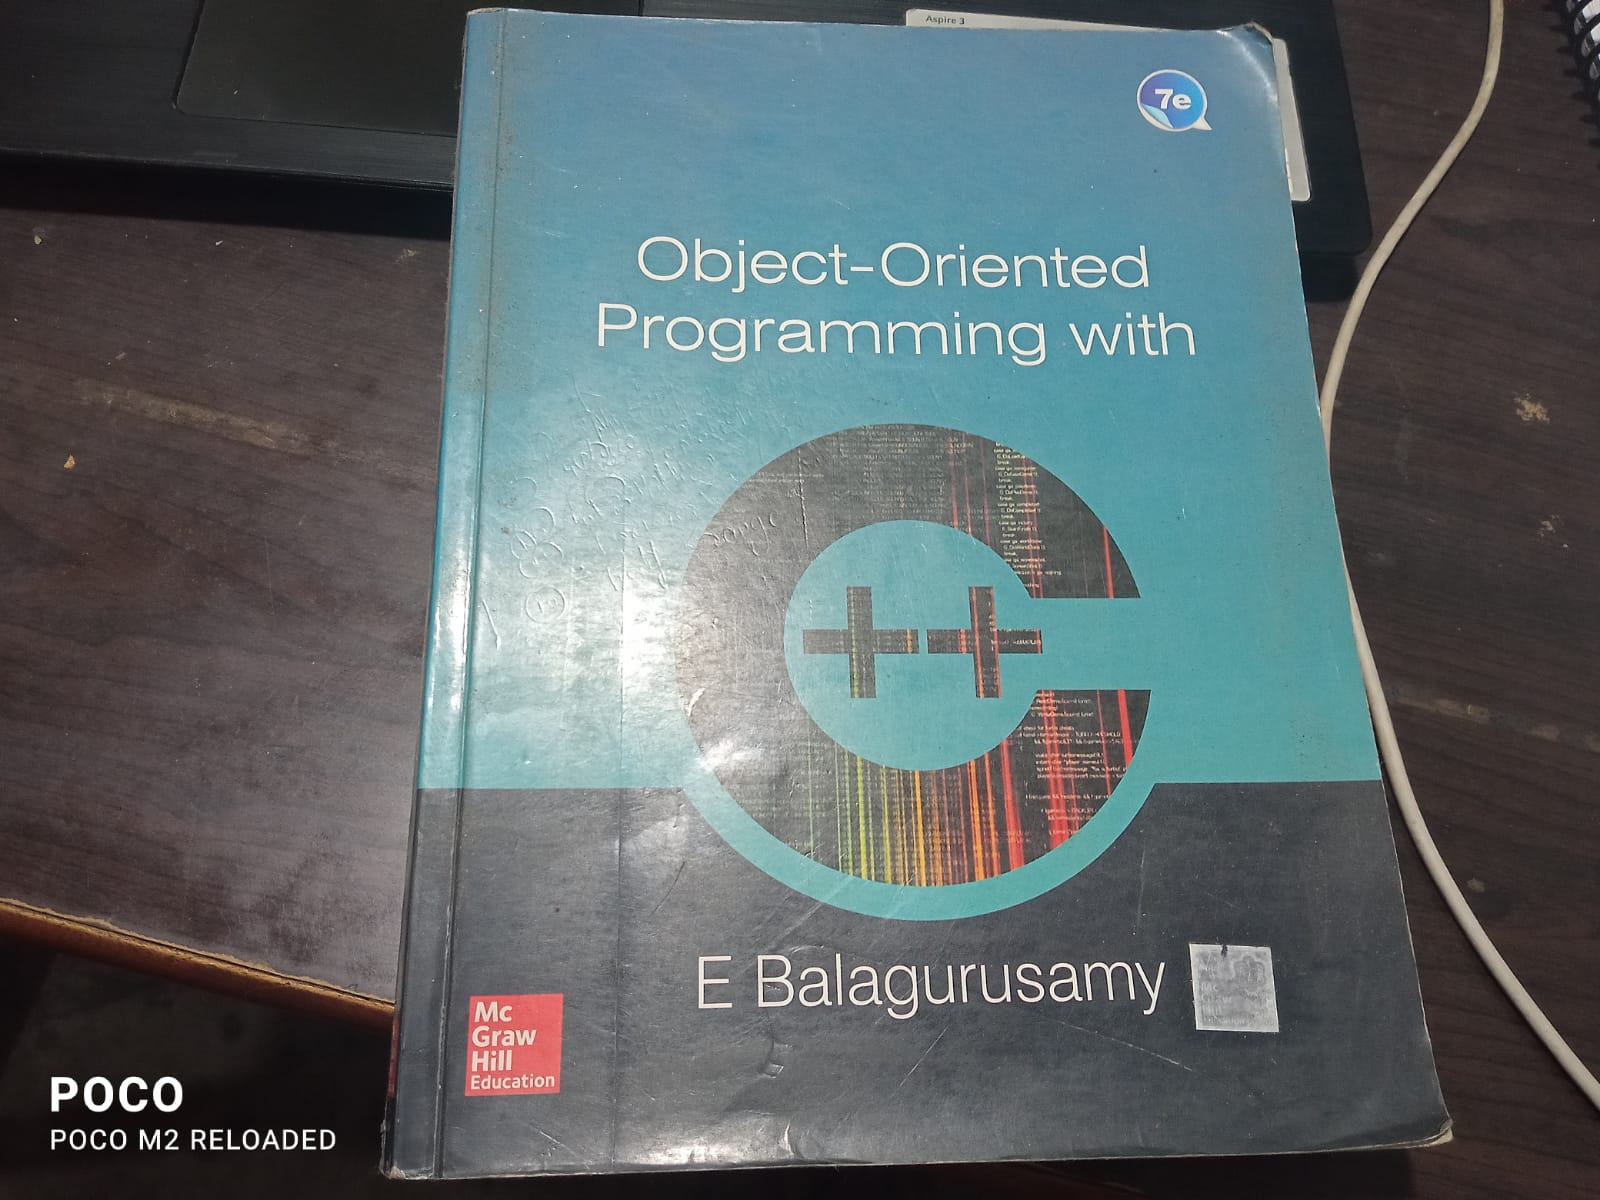 Aspire 3
7e
Object-Oriented
Programming with
C++
E Balagurusamy
Mc
Graw
Hill
Education
POCO
POCO M2 RELOADED